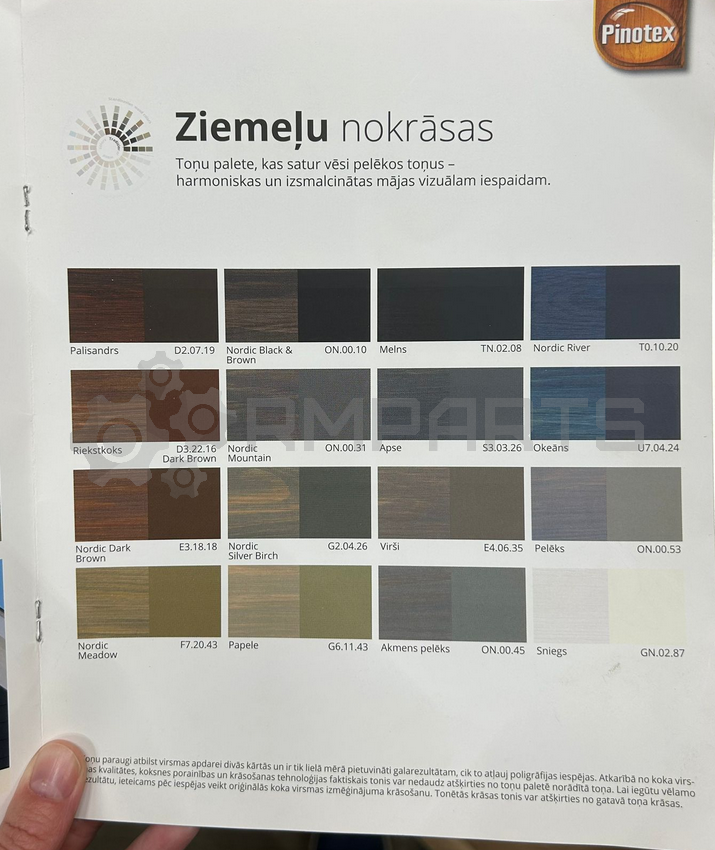 Pinotex
Ziemeļu nokrāsas
Toņu palete, kas satur vēsi pelēkos toņus –
harmoniskas un izsmalcinātas mājas vizuālam iespaidam.
Palisandrs D2.07.19
Nordic Black & Brown ON.00.10
Melns TN.02.08
Nordic River T0.10.20
RMPARTS
Riekstkoks D3.22.16
Dark Brown
Nordic Mountain ON.00.31
Apse S3.03.26
Okeāns U7.04.24
Nordic Dark Brown E3.18.18
Nordic Silver Birch G2.04.26
Virši E4.06.35
Pelēks ON.00.53
Nordic Meadow F7.20.43
Papele G6.11.43
Akmens pelēks ON.00.45
Sniegs GN.02.87
oņu paraugi atbilst virsmas apdarei divās kārtās un ir tik lielā mērā pietuvināti galarezultātam, cik to atļauj poligrāfijas iespējas. Atkarībā no koka virs-
as kvalitātes, koksnes porainības un krāsošanas tehnoloģijas faktiskais tonis var nedaudz atšķirties no toņu paletē norādītā toņa. Lai iegūtu vēlamo
ezultātu, ieteicams pēc iespējas veikt oriģinālās koka virsmas izmēģinājuma krāsošanu. Tonētās krāsas tonis var atšķirties no gatavā toņa krāsas.